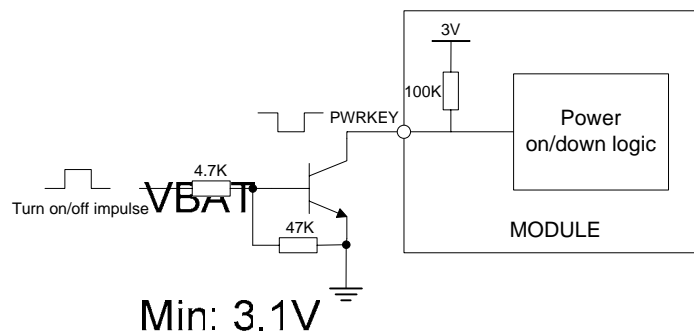 3V
100K
PWRKEY
Power
on/down logic
4.7K
VBAT
Turn on/off impulse
47K
MODULE
Min: 3.1V